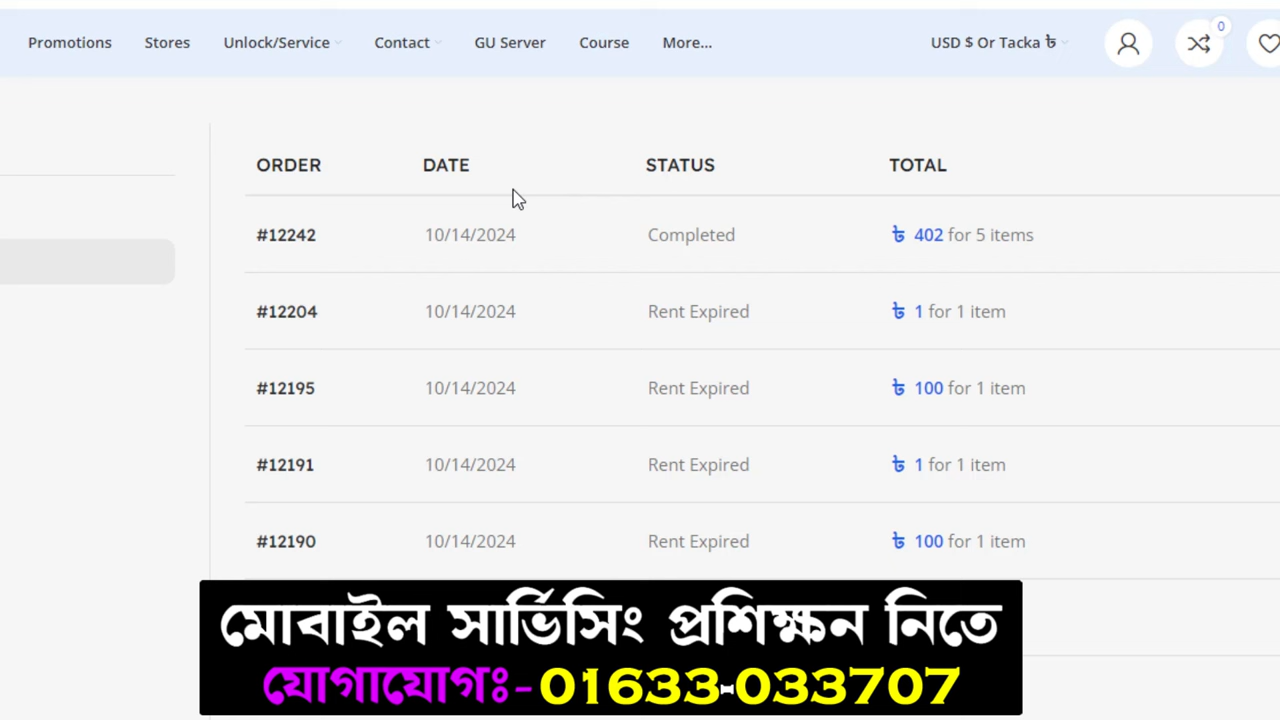 Promotions Stores Unlock/Service Contact GU Server Course More... USD $ Or Tacka ৳ 0
ORDER DATE STATUS TOTAL
#12242 10/14/2024 Completed ৳ 402 for 5 items
#12204 10/14/2024 Rent Expired ৳ 1 for 1 item
#12195 10/14/2024 Rent Expired ৳ 100 for 1 item
#12191 10/14/2024 Rent Expired ৳ 1 for 1 item
#12190 10/14/2024 Rent Expired ৳ 100 for 1 item
মোবাইল সার্ভিসিং প্রশিক্ষন নিতে
যোগাযোগঃ-01633-033707